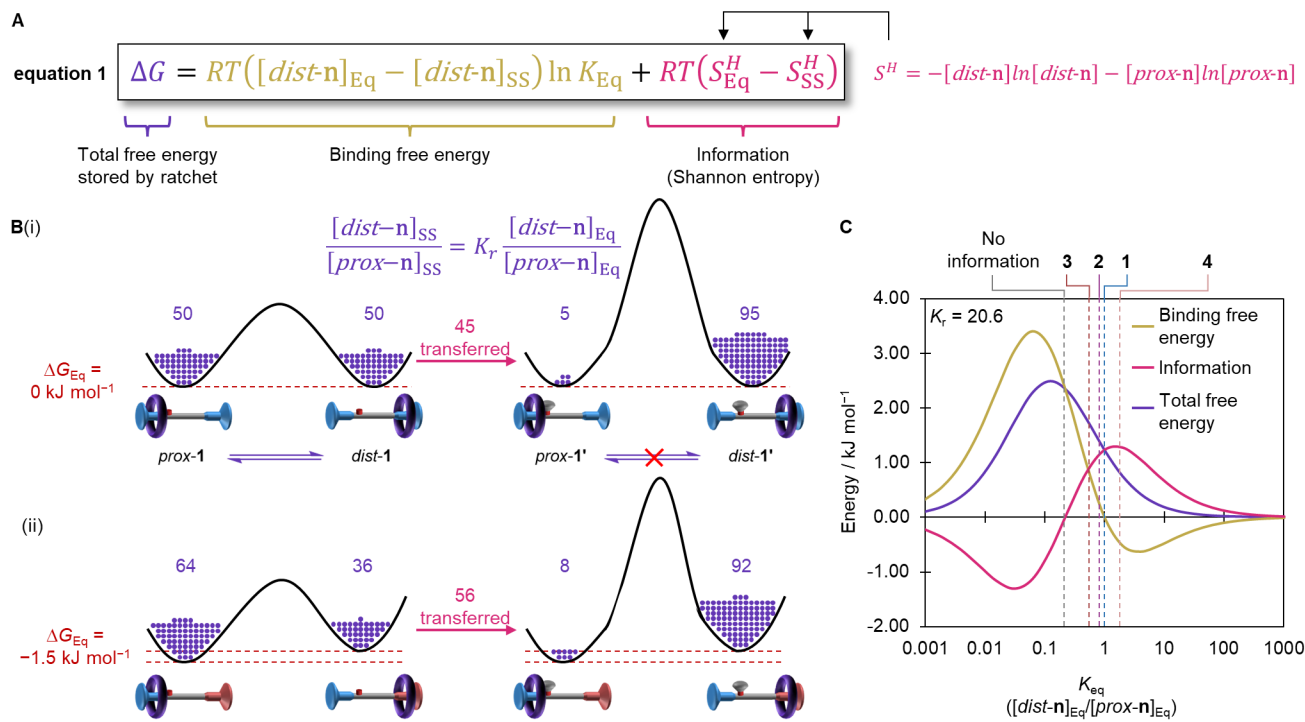 A
equation 1 ΔG = RT([dist-n]Eq − [dist-n]SS) ln KEq + RT(S^H_Eq − S^H_SS) S^H = −[dist-n]ln[dist-n] − [prox-n]ln[prox-n]
Total free energy
stored by ratchet
Binding free energy
Information
(Shannon entropy)
B(i)
[dist−n]SS / [prox−n]SS = Kr [dist−n]Eq / [prox−n]Eq
50
50
45
transferred
5
95
ΔGEq =
0 kJ mol−1
prox-1
dist-1
prox-1'
dist-1'
(ii)
64
36
56
transferred
8
92
ΔGEq =
−1.5 kJ mol−1
C
No
information
3
2
1
4
Kr = 20.6
Binding free
energy
Information
Total free
energy
Energy / kJ mol−1
4.00
3.00
2.00
1.00
0.00
-1.00
-2.00
0.001
0.01
0.1
1
10
100
1000
Keq
([dist-n]Eq/[prox-n]Eq)